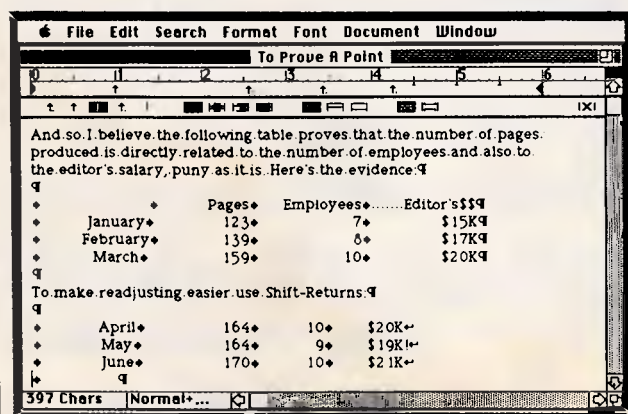 File Edit Search Format Font Document Window
To Prove A Point
0 1 2 3 4 5 6
And so I believe the following table proves that the number of pages
produced is directly related to the number of employees and also to
the editor's salary, puny as it is. Here's the evidence:¶
¶
Pages Employees.......Editor's$$¶
January 123 7 $15K¶
February 139 8 $17K¶
March 159 10 $20K¶
¶
To make readjusting easier use Shift-Returns:¶
¶
April 164 10 $20K↵
May 164 9 $19K!↵
June 170 10 $21K↵
¶
397 Chars Normal+...